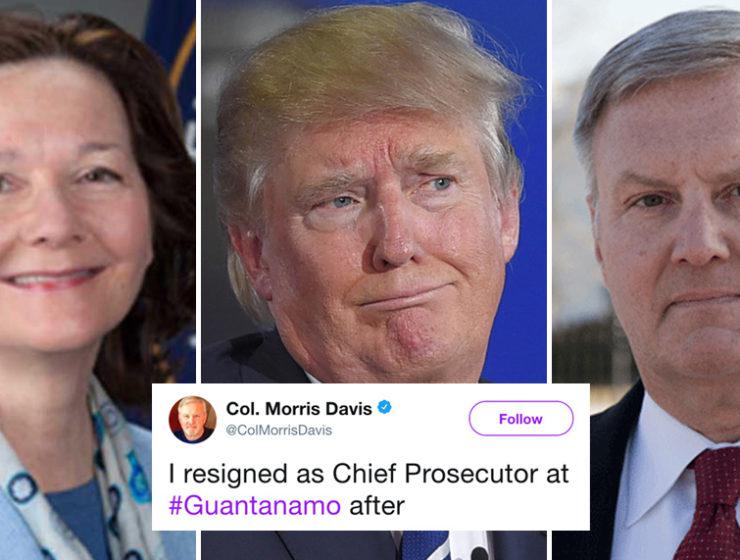 Col. Morris Davis
@ColMorrisDavis
Follow
I resigned as Chief Prosecutor at
#Guantanamo after